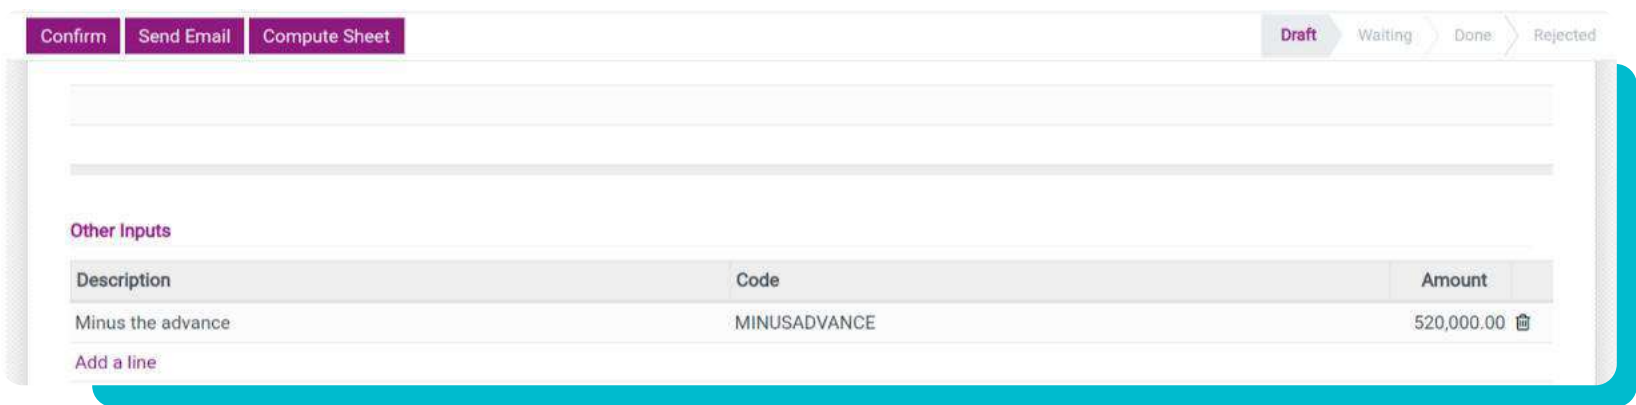 Confirm Send Email Compute Sheet Draft Waiting Done Rejected
Other Inputs
Description Code Amount
Minus the advance MINUSADVANCE 520,000.00
Add a line